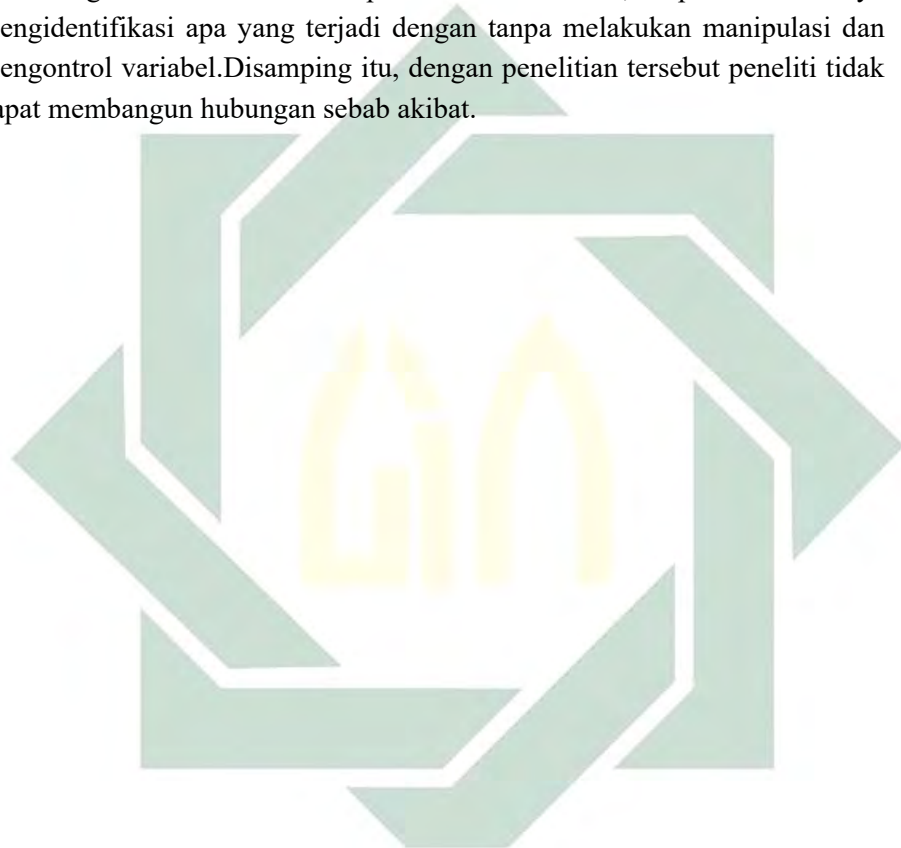 engidentifikasi apa yang terjadi dengan tanpa melakukan manipulasi dan
engontrol variabel.Disamping itu, dengan penelitian tersebut peneliti tidak
apat membangun hubungan sebab akibat.